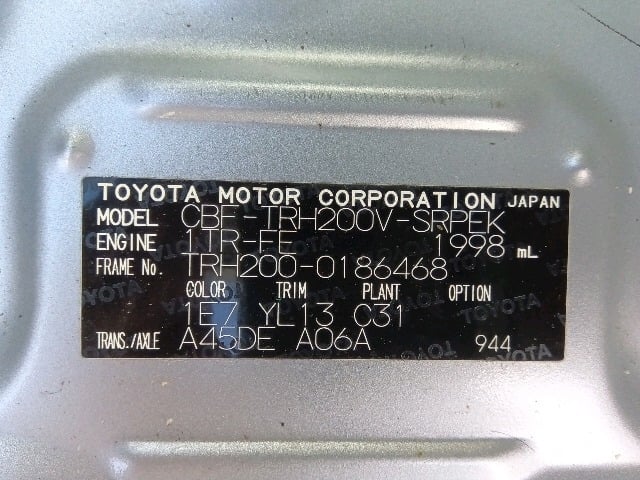 TOYOTA MOTOR CORPORATION JAPAN
MODEL CBF-TRH200V-SRPEK
ENGINE 1TR-FE 1998 mL
FRAME No. TRH200-0186468
COLOR TRIM PLANT OPTION
1E7 YL13 C31
TRANS./AXLE A45DE A06A 944